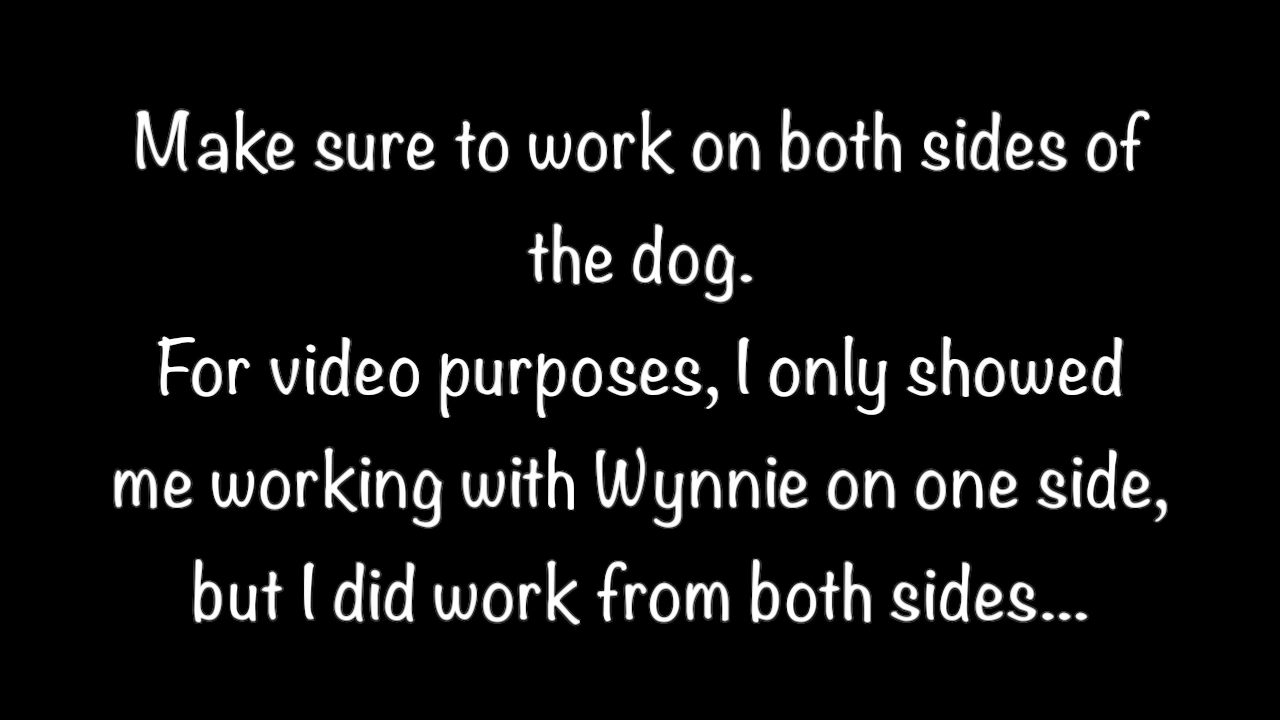 Make sure to work on both sides of
the dog.
For video purposes, I only showed
me working with Wynnie on one side,
but I did work from both sides...